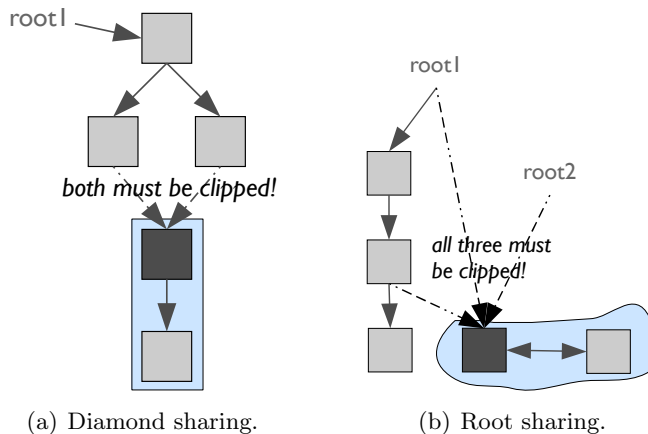 root1
both must be clipped!
root1
root2
all three must
be clipped!
(a) Diamond sharing.
(b) Root sharing.